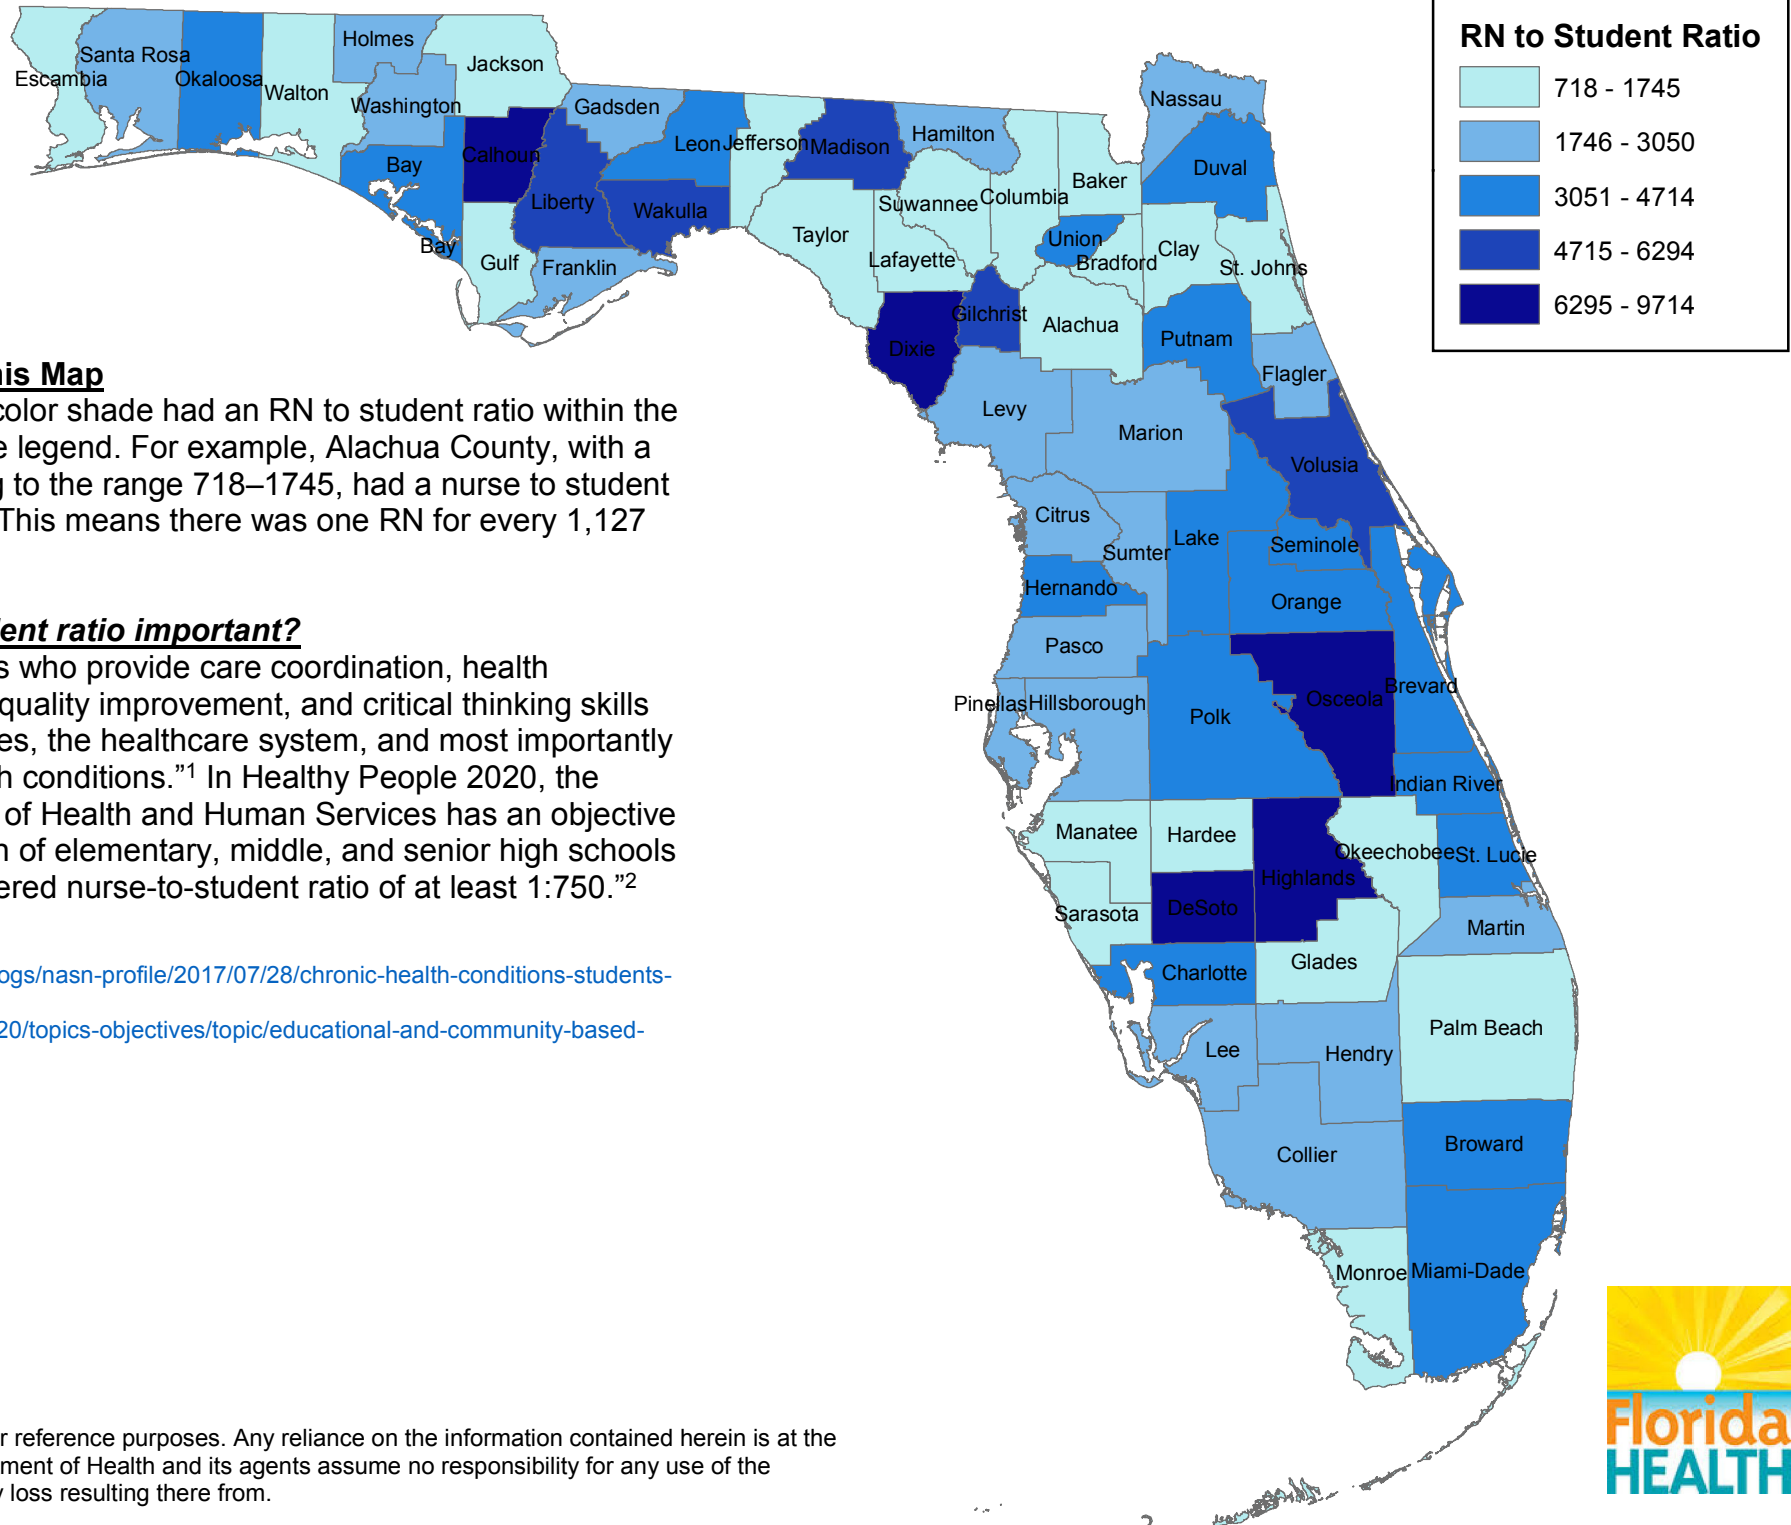 RN to Student Ratio
718 - 1745
1746 - 3050
3051 - 4714
4715 - 6294
6295 - 9714
Escambia
Santa Rosa
Okaloosa
Walton
Holmes
Washington
Jackson
Bay
Bay
Calhoun
Gulf
Liberty
Gadsden
Franklin
Leon
Wakulla
Jefferson
Madison
Taylor
Hamilton
Suwannee
Lafayette
Dixie
Columbia
Gilchrist
Baker
Union
Bradford
Alachua
Nassau
Duval
Clay
St. Johns
Putnam
Flagler
Levy
Marion
Volusia
Citrus
Sumter
Lake
Seminole
Hernando
Orange
Pasco
Pinellas
Hillsborough
Polk
Osceola
Brevard
Indian River
Manatee
Hardee
Highlands
Okeechobee
St. Lucie
Sarasota
DeSoto
Martin
Charlotte
Glades
Lee
Hendry
Palm Beach
Collier
Broward
Monroe
Miami-Dade
his Map
color shade had an RN to student ratio within the
e legend. For example, Alachua County, with a
g to the range 718–1745, had a nurse to student
This means there was one RN for every 1,127
lent ratio important?
s who provide care coordination, health
quality improvement, and critical thinking skills
es, the healthcare system, and most importantly
h conditions.”1 In Healthy People 2020, the
of Health and Human Services has an objective
n of elementary, middle, and senior high schools
ered nurse-to-student ratio of at least 1:750.”2
ogs/nasn-profile/2017/07/28/chronic-health-conditions-students-
20/topics-objectives/topic/educational-and-community-based-
r reference purposes. Any reliance on the information contained herein is at the
ment of Health and its agents assume no responsibility for any use of the
y loss resulting there from.
Florida
HEALTH